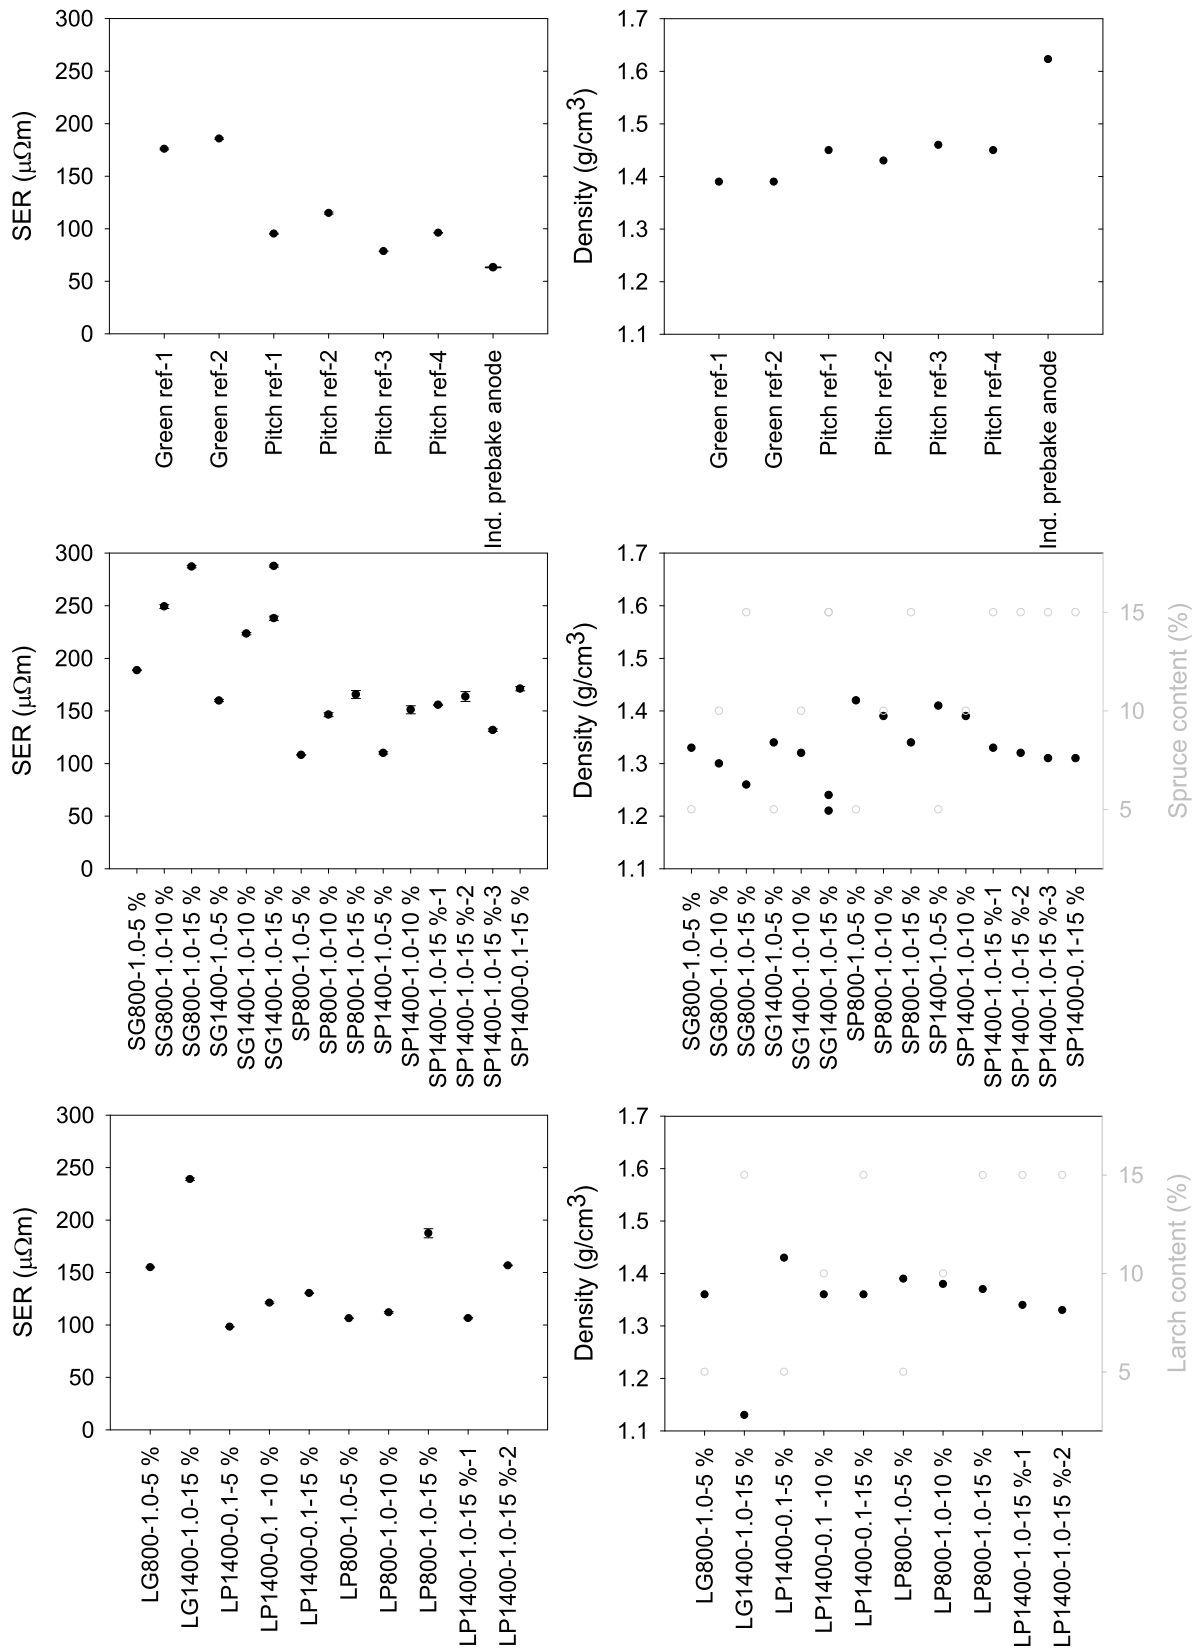 SER (μΩm)
300
250
200
150
100
50
0
Green ref-1
Green ref-2
Pitch ref-1
Pitch ref-2
Pitch ref-3
Pitch ref-4
Ind. prebake anode
Density (g/cm3)
1.7
1.6
1.5
1.4
1.3
1.2
1.1
Green ref-1
Green ref-2
Pitch ref-1
Pitch ref-2
Pitch ref-3
Pitch ref-4
Ind. prebake anode
SER (μΩm)
300
250
200
150
100
50
0
SG800-1.0-5 %
SG800-1.0-10 %
SG800-1.0-15 %
SG1400-1.0-5 %
SG1400-1.0-10 %
SG1400-1.0-15 %
SP800-1.0-5 %
SP800-1.0-10 %
SP800-1.0-15 %
SP1400-1.0-5 %
SP1400-1.0-10 %
SP1400-1.0-15 %-1
SP1400-1.0-15 %-2
SP1400-1.0-15 %-3
SP1400-0.1-15 %
Density (g/cm3)
1.7
1.6
1.5
1.4
1.3
1.2
1.1
SG800-1.0-5 %
SG800-1.0-10 %
SG800-1.0-15 %
SG1400-1.0-5 %
SG1400-1.0-10 %
SG1400-1.0-15 %
SP800-1.0-5 %
SP800-1.0-10 %
SP800-1.0-15 %
SP1400-1.0-5 %
SP1400-1.0-10 %
SP1400-1.0-15 %-1
SP1400-1.0-15 %-2
SP1400-1.0-15 %-3
SP1400-0.1-15 %
15
10
5
Spruce content (%)
SER (μΩm)
300
250
200
150
100
50
0
LG800-1.0-5 %
LG1400-1.0-15 %
LP1400-0.1-5 %
LP1400-0.1 -10 %
LP1400-0.1-15 %
LP800-1.0-5 %
LP800-1.0-10 %
LP800-1.0-15 %
LP1400-1.0-15 %-1
LP1400-1.0-15 %-2
Density (g/cm3)
1.7
1.6
1.5
1.4
1.3
1.2
1.1
LG800-1.0-5 %
LG1400-1.0-15 %
LP1400-0.1-5 %
LP1400-0.1 -10 %
LP1400-0.1-15 %
LP800-1.0-5 %
LP800-1.0-10 %
LP800-1.0-15 %
LP1400-1.0-15 %-1
LP1400-1.0-15 %-2
15
10
5
Larch content (%)